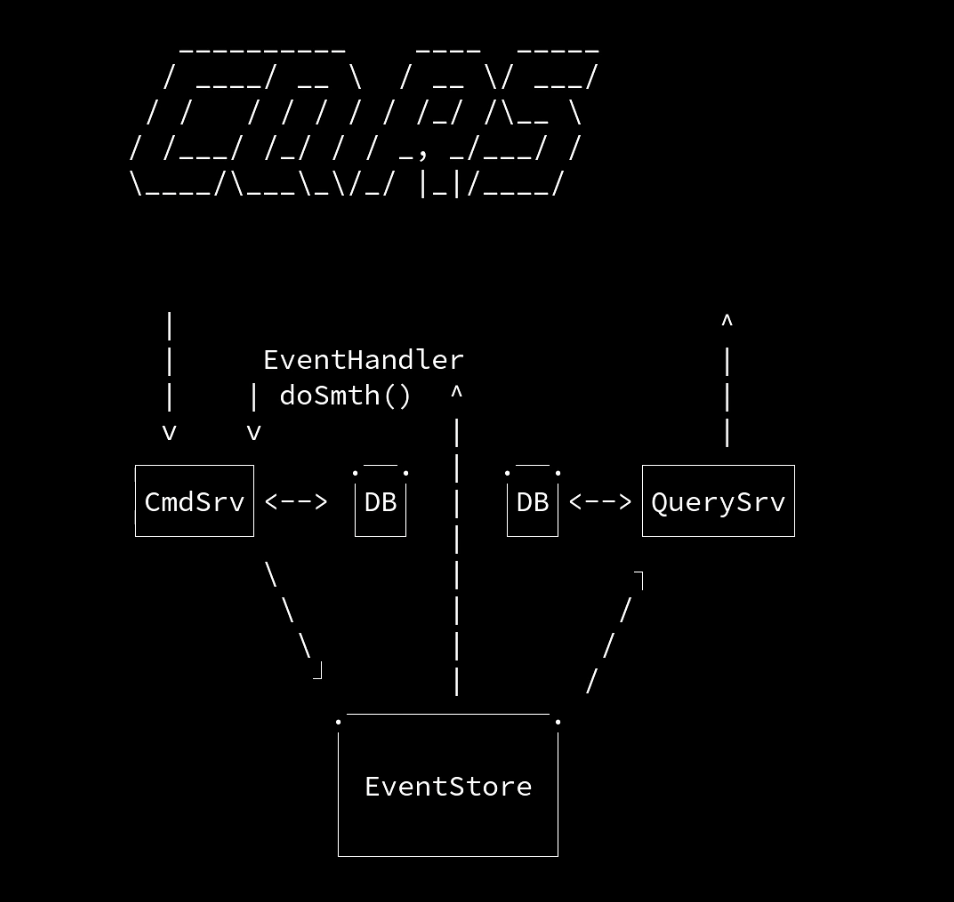 CQRS
EventHandler
doSmth()
CmdSrv <--> DB DB <--> QuerySrv
EventStore